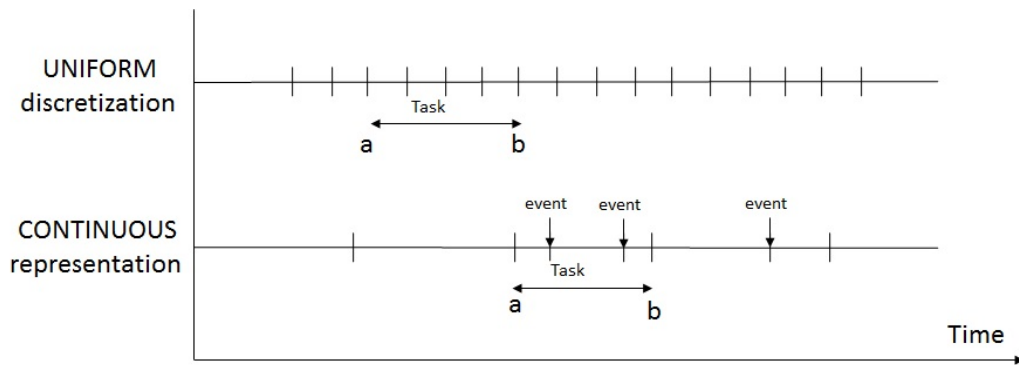 UNIFORM
discretization
Task
a
b
event
event
event
CONTINUOUS
representation
Task
a
b
Time